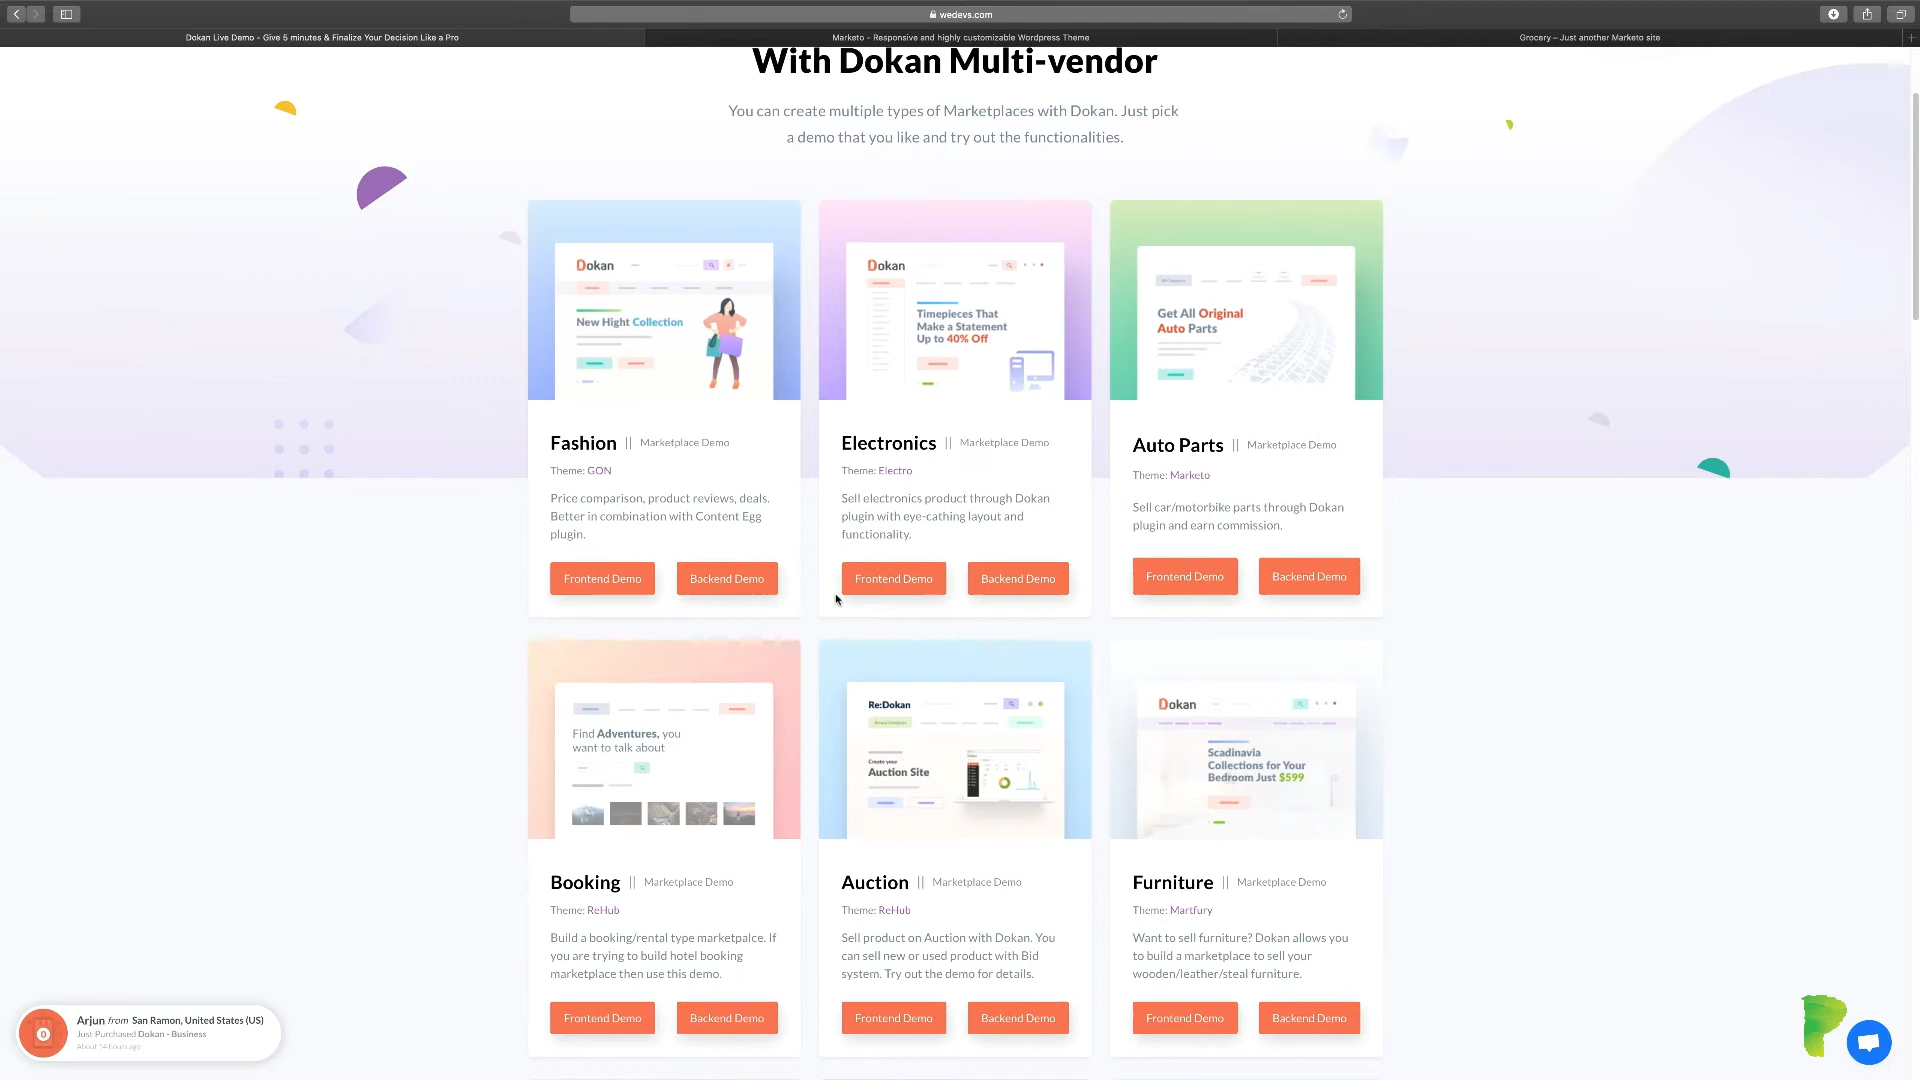 wedevs.com
Dokan Live Demo - Give 5 minutes & Finalize Your Decision Like a Pro
Marketo - Responsive and highly customizable Wordpress Theme
Grocery – Just another Marketo site
With Dokan Multi-vendor
You can create multiple types of Marketplaces with Dokan. Just pick
a demo that you like and try out the functionalities.
Dokan
New Hight Collection
Dokan
Timepieces That
Make a Statement
Up to 40% Off
Get All Original
Auto Parts
Fashion || Marketplace Demo
Theme: GON
Price comparison, product reviews, deals.
Better in combination with Content Egg
plugin.
Frontend Demo
Backend Demo
Electronics || Marketplace Demo
Theme: Electro
Sell electronics product through Dokan
plugin with eye-cathing layout and
functionality.
Frontend Demo
Backend Demo
Auto Parts || Marketplace Demo
Theme: Marketo
Sell car/motorbike parts through Dokan
plugin and earn commission.
Frontend Demo
Backend Demo
Find Adventures, you
want to talk about
Re:Dokan
Create your
Auction Site
Dokan
Scadinavia
Collections for Your
Bedroom Just $599
Booking || Marketplace Demo
Theme: ReHub
Build a booking/rental type marketpalce. If
you are trying to build hotel booking
marketplace then use this demo.
Frontend Demo
Backend Demo
Auction || Marketplace Demo
Theme: ReHub
Sell product on Auction with Dokan. You
can sell new or used product with Bid
system. Try out the demo for details.
Frontend Demo
Backend Demo
Furniture || Marketplace Demo
Theme: Martfury
Want to sell furniture? Dokan allows you
to build a marketplace to sell your
wooden/leather/steal furniture.
Frontend Demo
Backend Demo
Arjun from San Ramon, United States (US)
Just Purchased Dokan - Business
About 14 hours ago